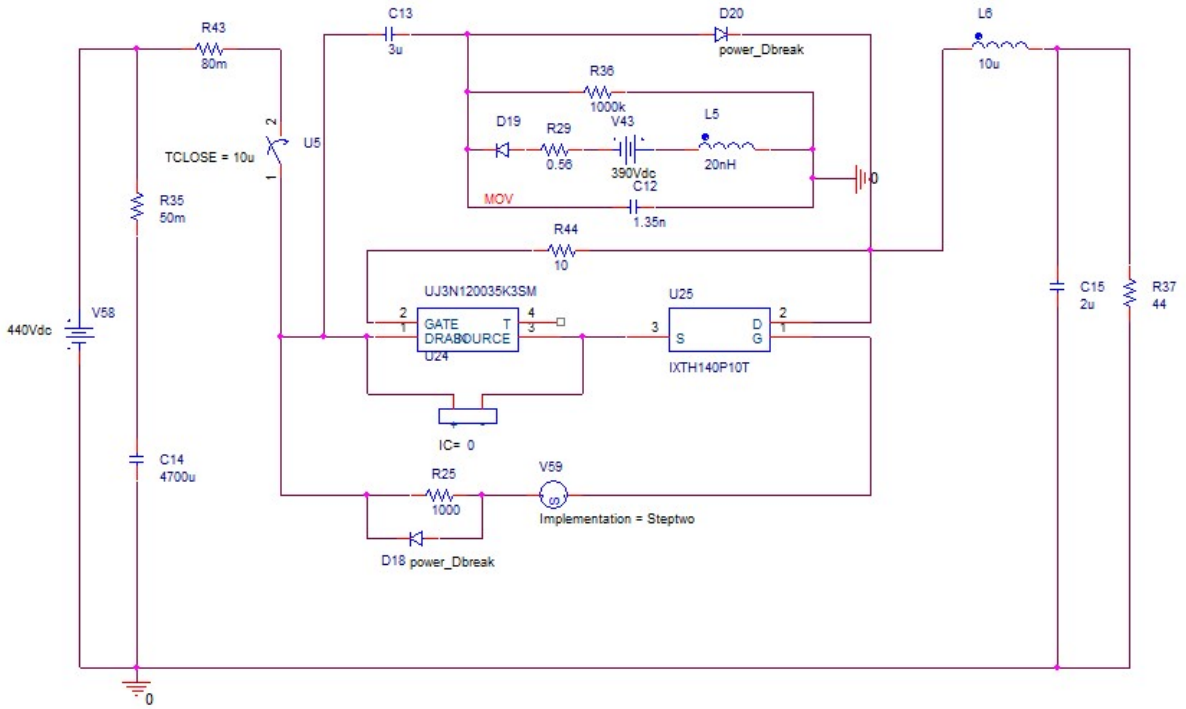 C13
3u
D20
power_Dbreak
L6
10u
R43
80m
R36
1000k
D19
R29
0.56
V43
390Vdc
L5
20nH
2
U5
TCLOSE = 10u
1
MOV
C12
1.35n
0
R35
50m
R44
10
UJ3N120035K3SM
2
1
GATE
DRAIN
T
SOURCE
4
3
U24
U25
3
S
D
G
2
1
IXTH140P10T
C15
2u
R37
44
440Vdc
V58
IC= 0
C14
4700u
R25
1000
V59
Implementation = Steptwo
D18
power_Dbreak
0